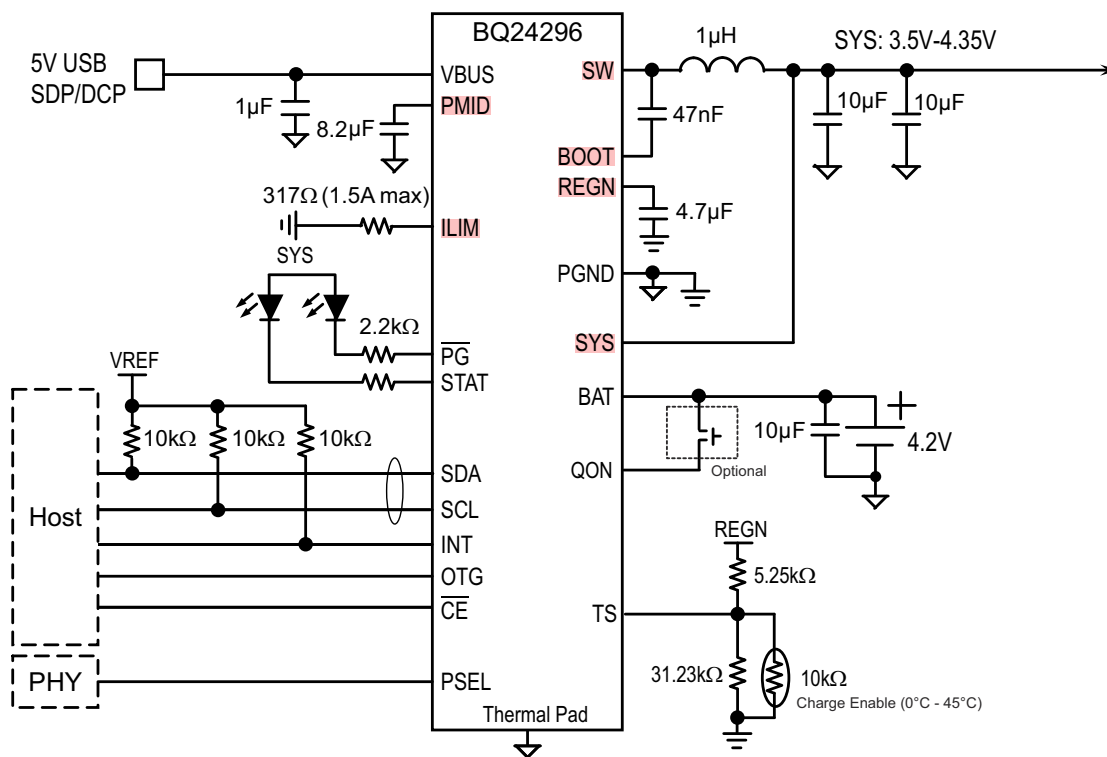 BQ24296
5V USB
SDP/DCP
VBUS
1µF
PMID
8.2µF
317Ω (1.5A max)
ILIM
SYS
2.2kΩ
PG
STAT
VREF
10kΩ
10kΩ
10kΩ
SDA
SCL
INT
OTG
CE
Host
PHY
PSEL
Thermal Pad
SW
1µH
SYS: 3.5V-4.35V
47nF
10µF
10µF
BOOT
REGN
4.7µF
PGND
SYS
BAT
10µF
4.2V
QON
Optional
REGN
5.25kΩ
TS
31.23kΩ
10kΩ
Charge Enable (0°C - 45°C)